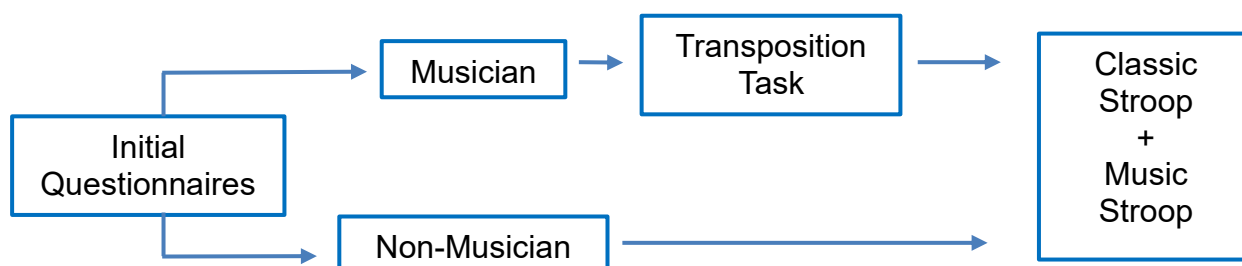 Initial
Questionnaires
Musician
Transposition
Task
Non-Musician
Classic
Stroop
+
Music
Stroop